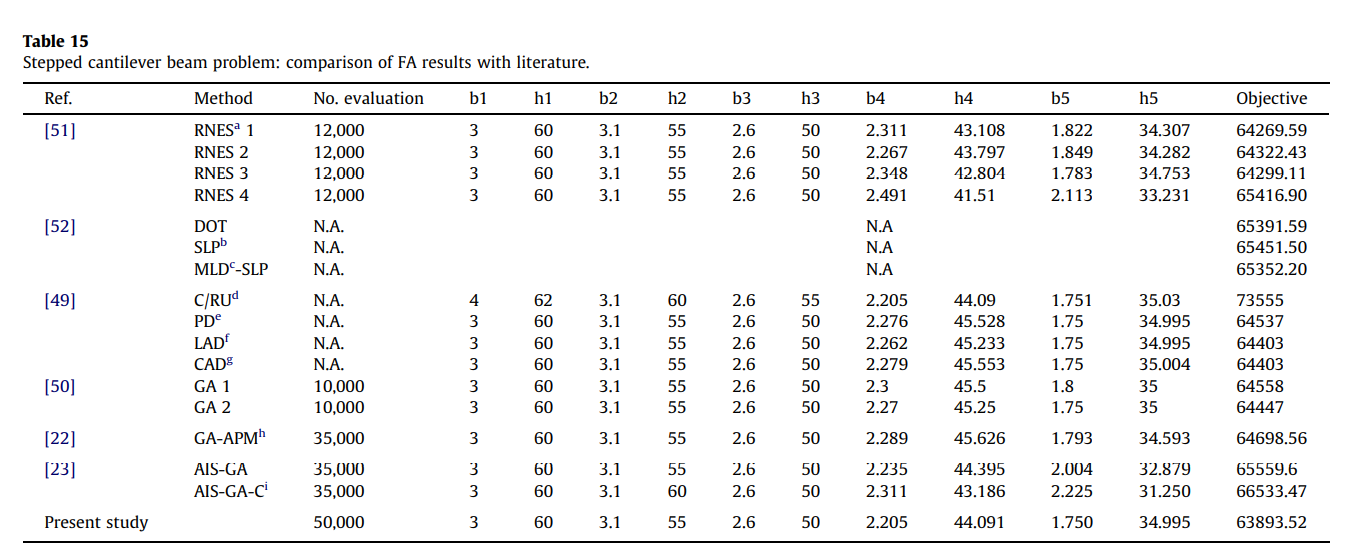 Table 15
Stepped cantilever beam problem: comparison of FA results with literature.
Ref. Method No. evaluation b1 h1 b2 h2 b3 h3 b4 h4 b5 h5 Objective
[51] RNESa 1 12,000 3 60 3.1 55 2.6 50 2.311 43.108 1.822 34.307 64269.59
RNES 2 12,000 3 60 3.1 55 2.6 50 2.267 43.797 1.849 34.282 64322.43
RNES 3 12,000 3 60 3.1 55 2.6 50 2.348 42.804 1.783 34.753 64299.11
RNES 4 12,000 3 60 3.1 55 2.6 50 2.491 41.51 2.113 33.231 65416.90
[52] DOT N.A. N.A 65391.59
SLPb N.A. N.A 65451.50
MLDc-SLP N.A. N.A 65352.20
[49] C/RUd N.A. 4 62 3.1 60 2.6 55 2.205 44.09 1.751 35.03 73555
PDe N.A. 3 60 3.1 55 2.6 50 2.276 45.528 1.75 34.995 64537
LADf N.A. 3 60 3.1 55 2.6 50 2.262 45.233 1.75 34.995 64403
CADg N.A. 3 60 3.1 55 2.6 50 2.279 45.553 1.75 35.004 64403
[50] GA 1 10,000 3 60 3.1 55 2.6 50 2.3 45.5 1.8 35 64558
GA 2 10,000 3 60 3.1 55 2.6 50 2.27 45.25 1.75 35 64447
[22] GA-APMh 35,000 3 60 3.1 55 2.6 50 2.289 45.626 1.793 34.593 64698.56
[23] AIS-GA 35,000 3 60 3.1 55 2.6 50 2.235 44.395 2.004 32.879 65559.6
AIS-GA-Ci 35,000 3 60 3.1 60 2.6 50 2.311 43.186 2.225 31.250 66533.47
Present study 50,000 3 60 3.1 55 2.6 50 2.205 44.091 1.750 34.995 63893.52